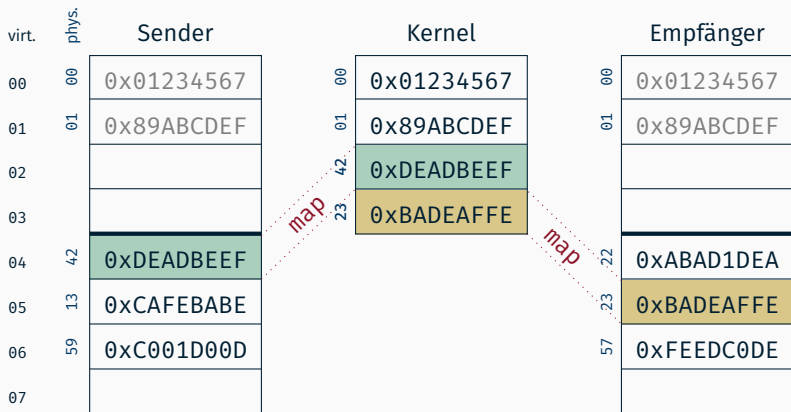 virt. phys. Sender Kernel Empfänger
00 00 0x01234567 00 0x01234567 00 0x01234567
01 01 0x89ABCDEF 01 0x89ABCDEF 01 0x89ABCDEF
02 42 0xDEADBEEF
03 map 23 0xBADEAFFE map
04 42 0xDEADBEEF 22 0xABAD1DEA
05 13 0xCAFEBABE 23 0xBADEAFFE
06 59 0xC001D00D 57 0xFEEDC0DE
07